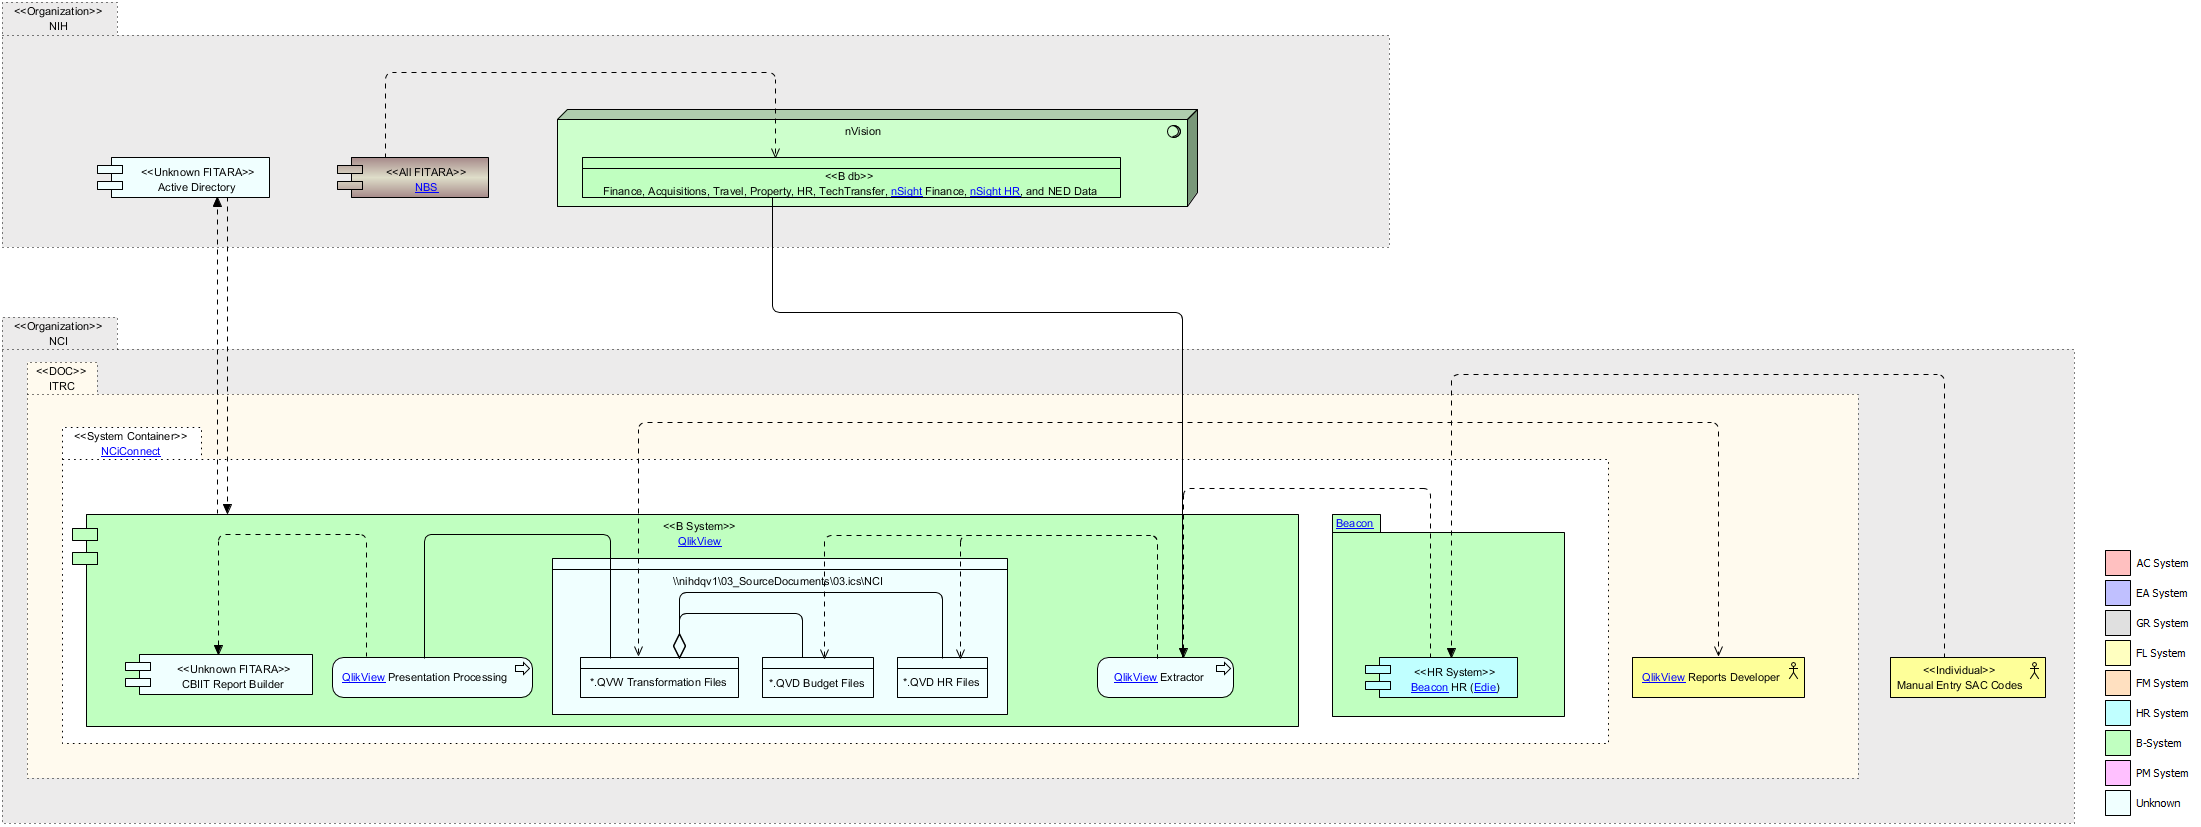 <<Organization>>
NIH
nVision
<<Unknown FITARA>>
Active Directory
<<All FITARA>>
NBS
<<B db>>
Finance, Acquisitions, Travel, Property, HR, TechTransfer, nSight Finance, nSight HR, and NED Data
<<Organization>>
NCI
<<DOC>>
ITRC
<<System Container>>
NCiConnect
<<B System>>
QlikView
Beacon
\\nihdqv1\03_SourceDocuments\03.ics\NCI
<<Unknown FITARA>>
CBIIT Report Builder
QlikView Presentation Processing
*.QVW Transformation Files
*.QVD Budget Files
*.QVD HR Files
QlikView Extractor
<<HR System>>
Beacon HR (Edie)
QlikView Reports Developer
<<Individual>>
Manual Entry SAC Codes
AC System
EA System
GR System
FL System
FM System
HR System
B-System
PM System
Unknown